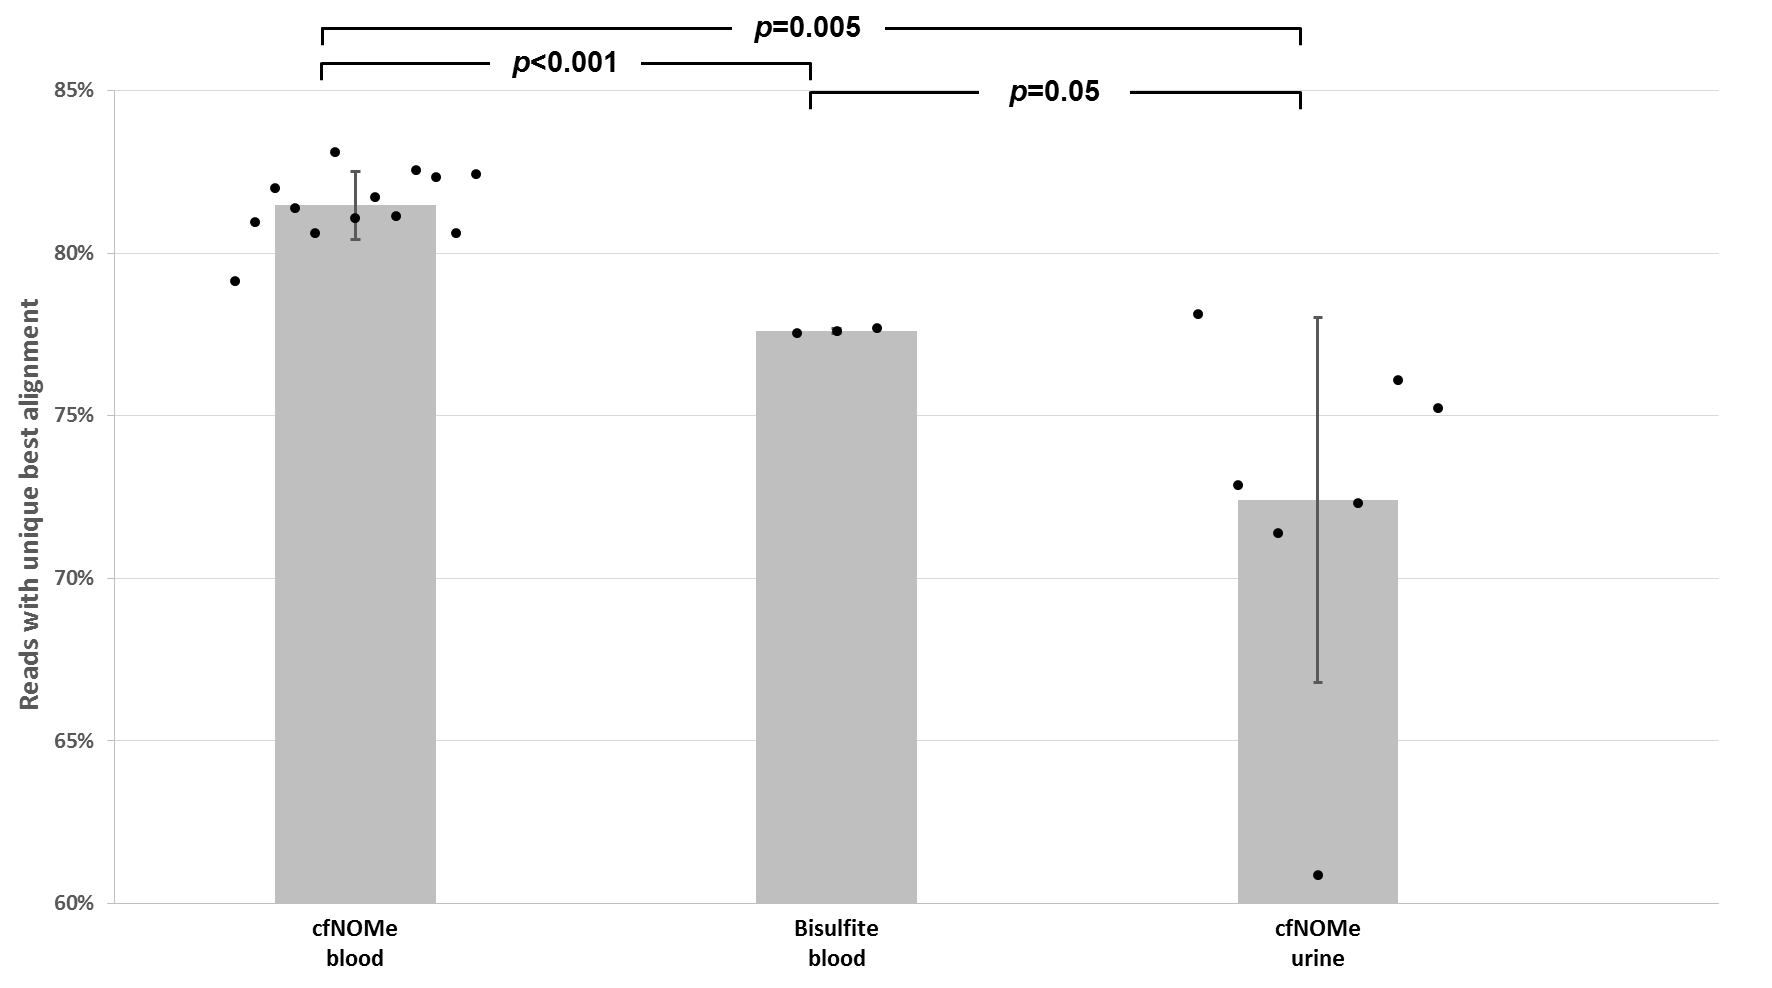 p=0.005
p<0.001
p=0.05
85%
80%
75%
70%
65%
60%
Reads with unique best alignment
cfNOMe
blood
Bisulfite
blood
cfNOMe
urine